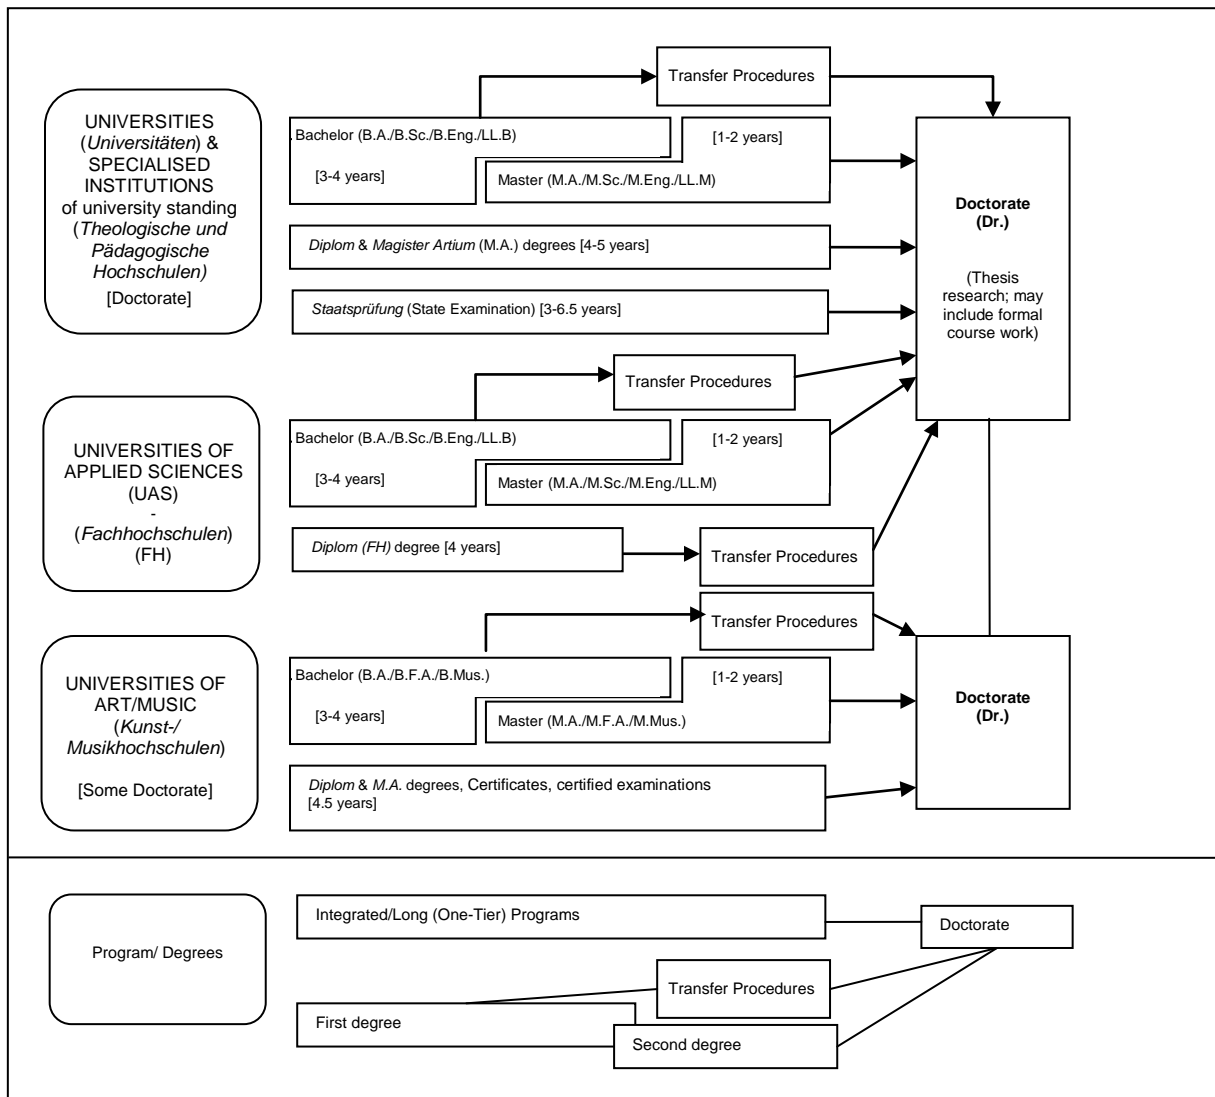 Transfer Procedures
UNIVERSITIES
(Universitäten) &
SPECIALISED
INSTITUTIONS
of university standing
(Theologische und
Pädagogische
Hochschulen)
[Doctorate]
. Bachelor (B.A./B.Sc./B.Eng./LL.B)
[1-2 years]
[3-4 years]
Master (M.A./M.Sc./M.Eng./LL.M)
Diplom & Magister Artium (M.A.) degrees [4-5 years]
Staatsprüfung (State Examination) [3-6.5 years]
Doctorate
(Dr.)
(Thesis
research; may
include formal
course work)
Transfer Procedures
UNIVERSITIES OF
APPLIED SCIENCES
(UAS)
-
(Fachhochschulen)
(FH)
. Bachelor (B.A./B.Sc./B.Eng./LL.B)
[1-2 years]
[3-4 years]
Master (M.A./M.Sc./M.Eng./LL.M)
Diplom (FH) degree [4 years]
Transfer Procedures
Transfer Procedures
UNIVERSITIES OF
ART/MUSIC
(Kunst-/
Musikhochschulen)
[Some Doctorate]
. Bachelor (B.A./B.F.A./B.Mus.)
[1-2 years]
[3-4 years]
Master (M.A./M.F.A./M.Mus.)
Diplom & M.A. degrees, Certificates, certified examinations
[4.5 years]
Doctorate
(Dr.)
Program/ Degrees
Integrated/Long (One-Tier) Programs
Doctorate
Transfer Procedures
First degree
Second degree